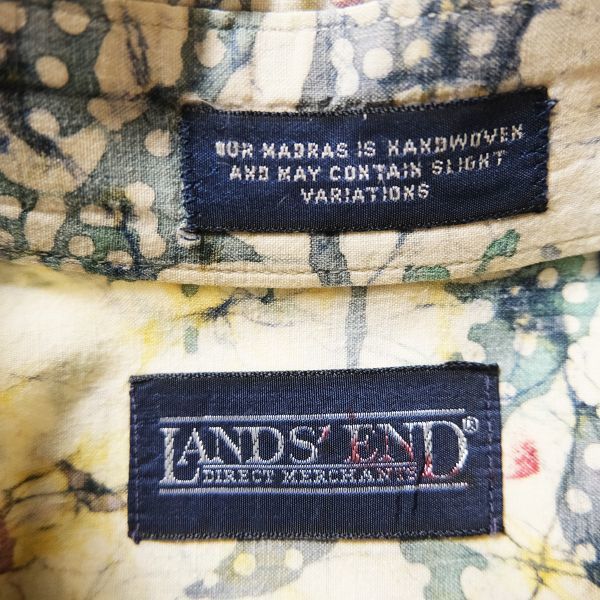 OUR MADRAS IS HANDWOVEN
AND MAY CONTAIN SLIGHT
VARIATIONS
LANDS' END®
DIRECT MERCHANTS